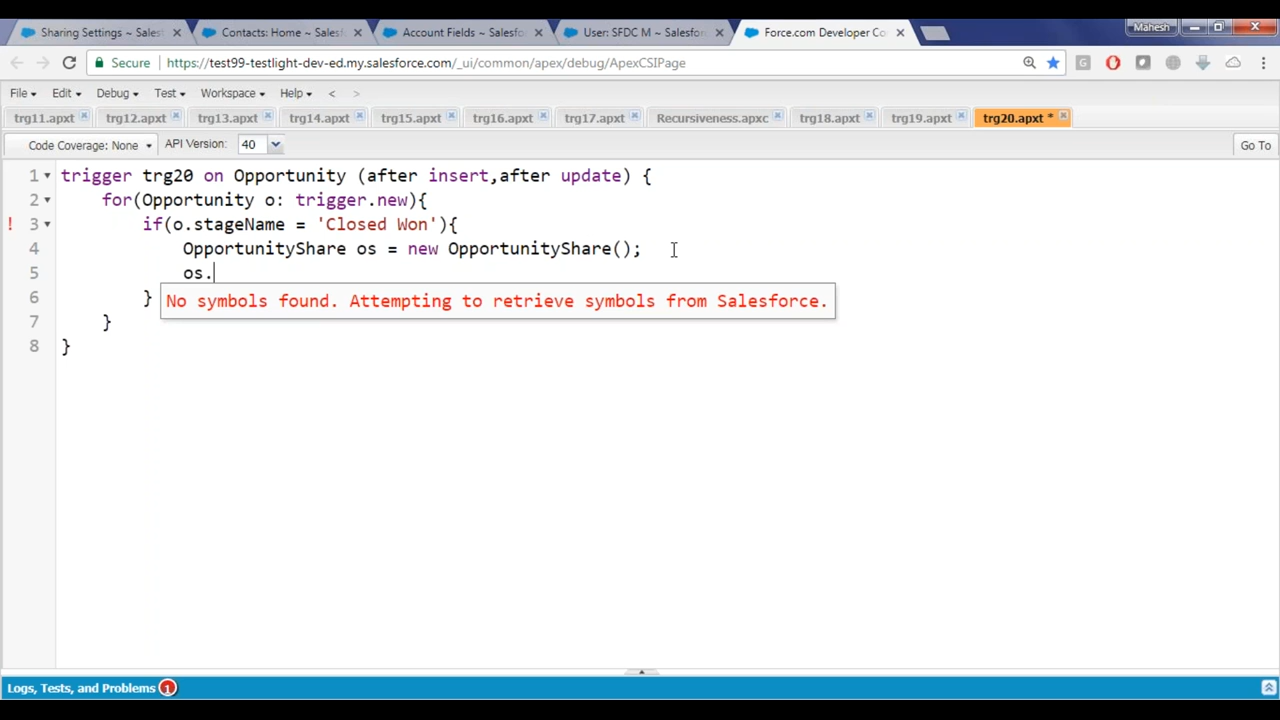 Sharing Settings ~ Salesf
Contacts: Home ~ Salesf
Account Fields ~ Salesfo
User: SFDC M ~ Salesfor
Force.com Developer Co
Mahesh
Secure
https://test99-testlight-dev-ed.my.salesforce.com/_ui/common/apex/debug/ApexCSIPage
File Edit Debug Test Workspace Help < >
trg11.apxt trg12.apxt trg13.apxt trg14.apxt trg15.apxt trg16.apxt trg17.apxt Recursiveness.apxc trg18.apxt trg19.apxt trg20.apxt *
Code Coverage: None API Version: 40 Go To
1 trigger trg20 on Opportunity (after insert,after update) {
2 for(Opportunity o: trigger.new){
! 3 if(o.stageName = 'Closed Won'){
4 OpportunityShare os = new OpportunityShare();
5 os.
6 }
No symbols found. Attempting to retrieve symbols from Salesforce.
7 }
8 }
Logs, Tests, and Problems 1